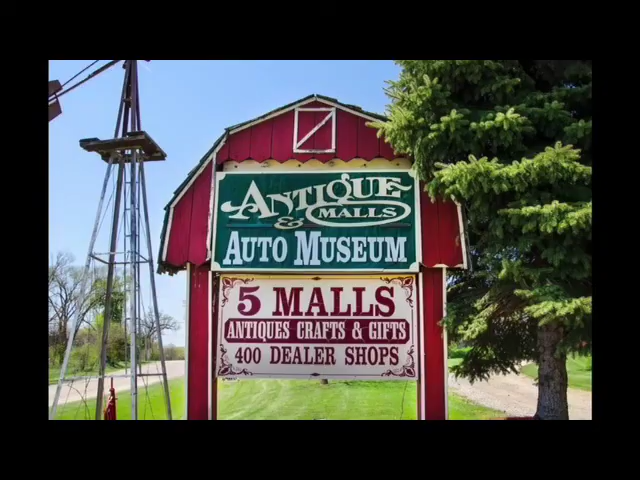 ANTIQUE
& MALLS
AUTO MUSEUM
5 MALLS
ANTIQUES CRAFTS & GIFTS
400 DEALER SHOPS